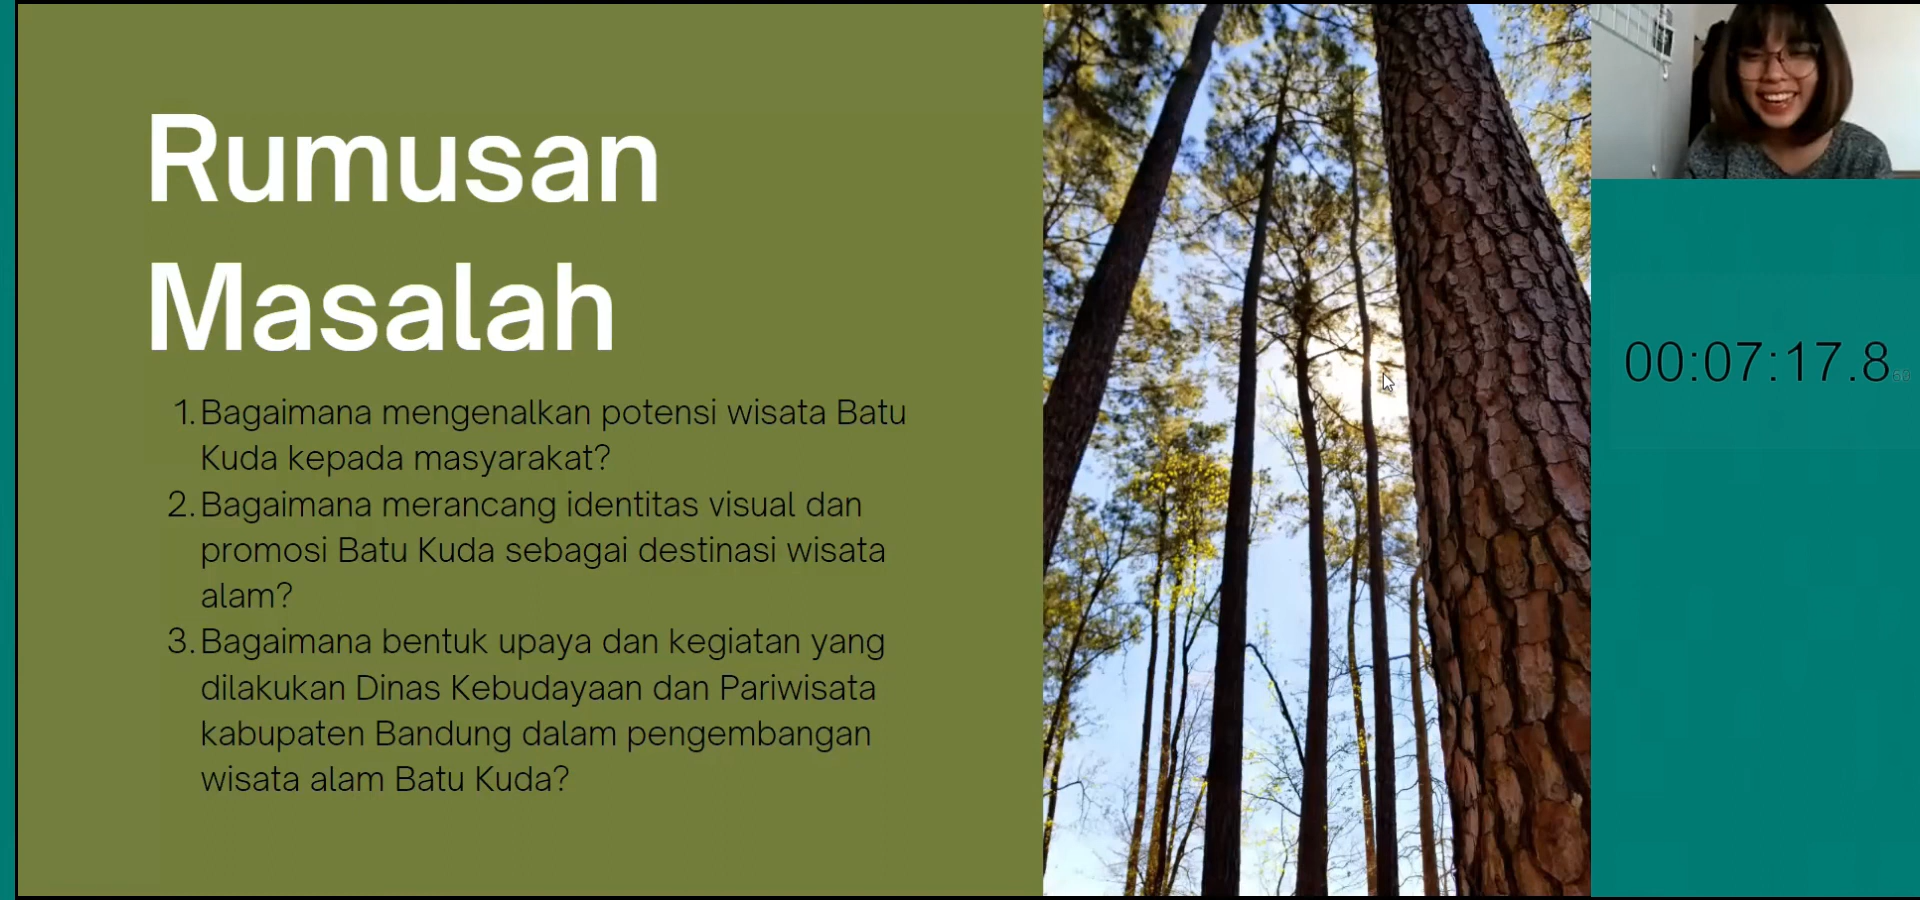 Rumusan
Masalah
1. Bagaimana mengenalkan potensi wisata Batu
Kuda kepada masyarakat?
2. Bagaimana merancang identitas visual dan
promosi Batu Kuda sebagai destinasi wisata
alam?
3. Bagaimana bentuk upaya dan kegiatan yang
dilakukan Dinas Kebudayaan dan Pariwisata
kabupaten Bandung dalam pengembangan
wisata alam Batu Kuda?
00:07:17.8